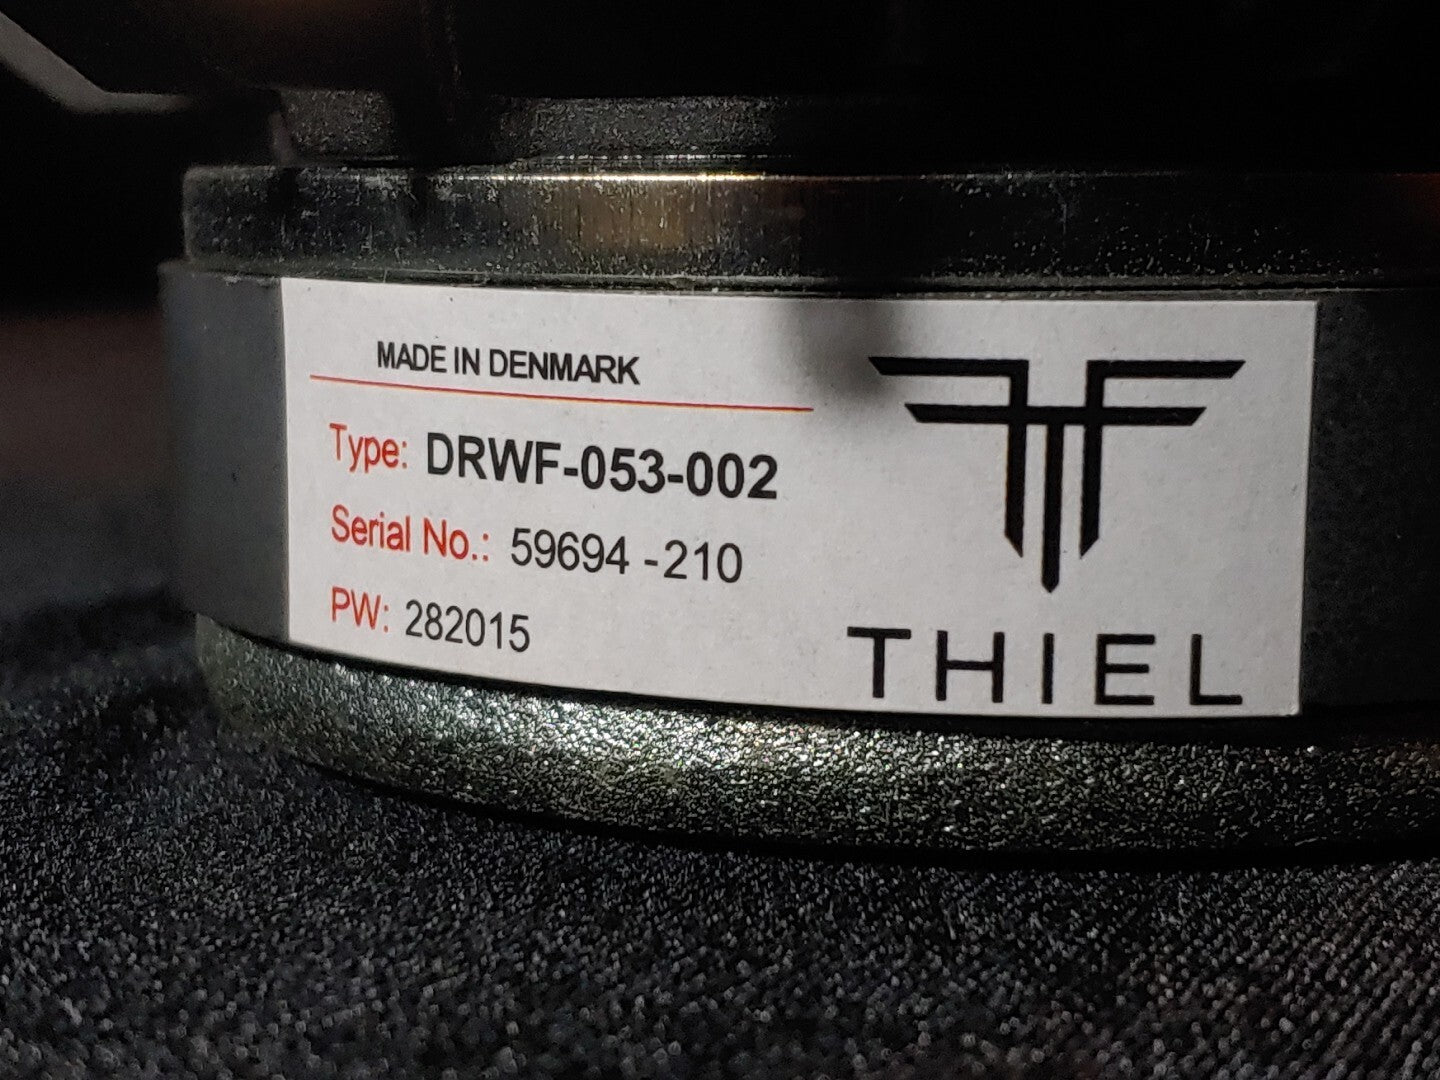 MADE IN DENMARK
Type: DRWF-053-002
Serial No.: 59694 -210
PW: 282015
THIEL